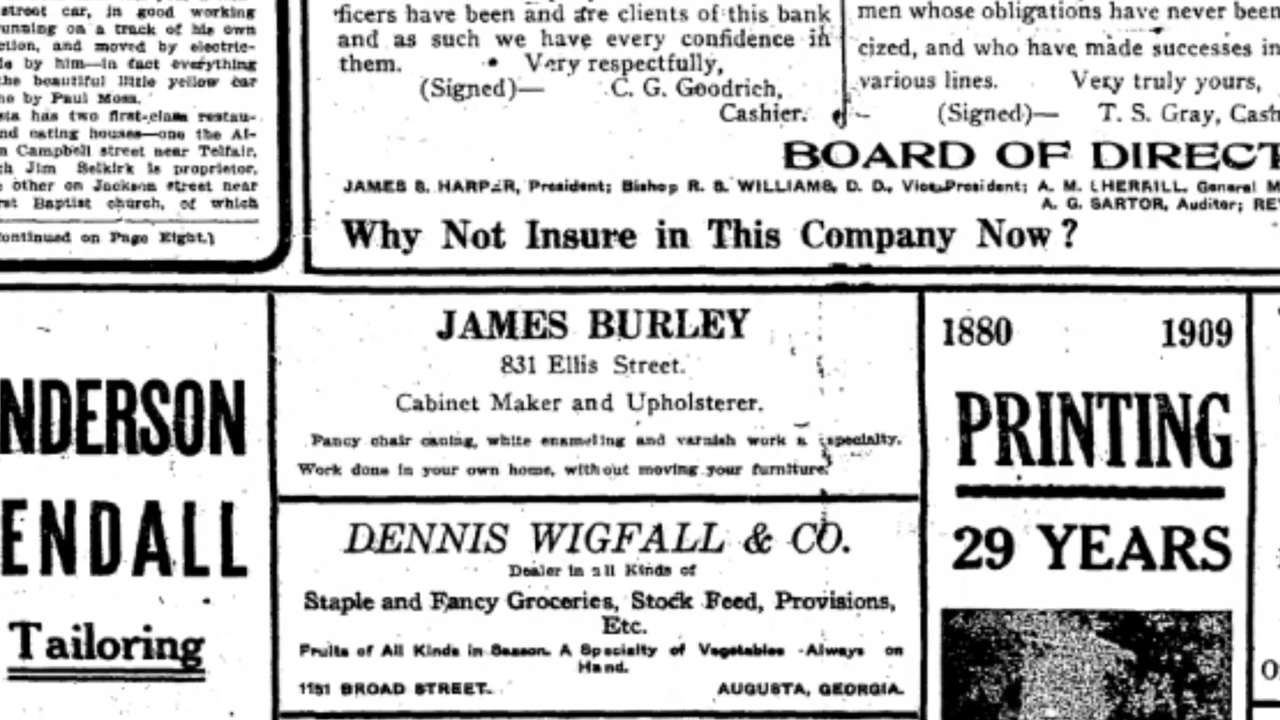 street car, in good working
running on a track of his own
ction, and moved by electric-
le by him—in fact everything
the beautiful little yellow car
ne by Paul Moss.
sta has two first-class restau-
nd eating houses—one the Al-
n Campbell street near Telfair,
ch Jim Selkirk is proprietor,
other on Jackson street near
rst Baptist church, of which
ontinued on Page Eight.)
ficers have been and are clients of this bank
and as such we have every confidence in
them. Very respectfully,
(Signed)— C. G. Goodrich,
Cashier.
men whose obligations have never been
cized, and who have made successes in
various lines. Very truly yours,
(Signed)— T. S. Gray, Cash
BOARD OF DIRECT
JAMES S. HARPER, President; Bishop R. S. WILLIAMS, D. D., Vice-President; A. M. General M
A. G. SARTOR, Auditor; RE
Why Not Insure in This Company Now?
NDERSON
ENDALL
Tailoring
JAMES BURLEY
831 Ellis Street.
Cabinet Maker and Upholsterer.
Fancy chair caning, white enameling and varnish work a specialty.
Work done in your own home, without moving your furniture.
DENNIS WIGFALL & CO.
Dealer in all Kinds of
Staple and Fancy Groceries, Stock Feed, Provisions,
Etc.
Fruits of All Kinds in Season. A Specialty of Vegetables -Always on
Hand.
1151 BROAD STREET. AUGUSTA, GEORGIA.
1880 1909
PRINTING
29 YEARS